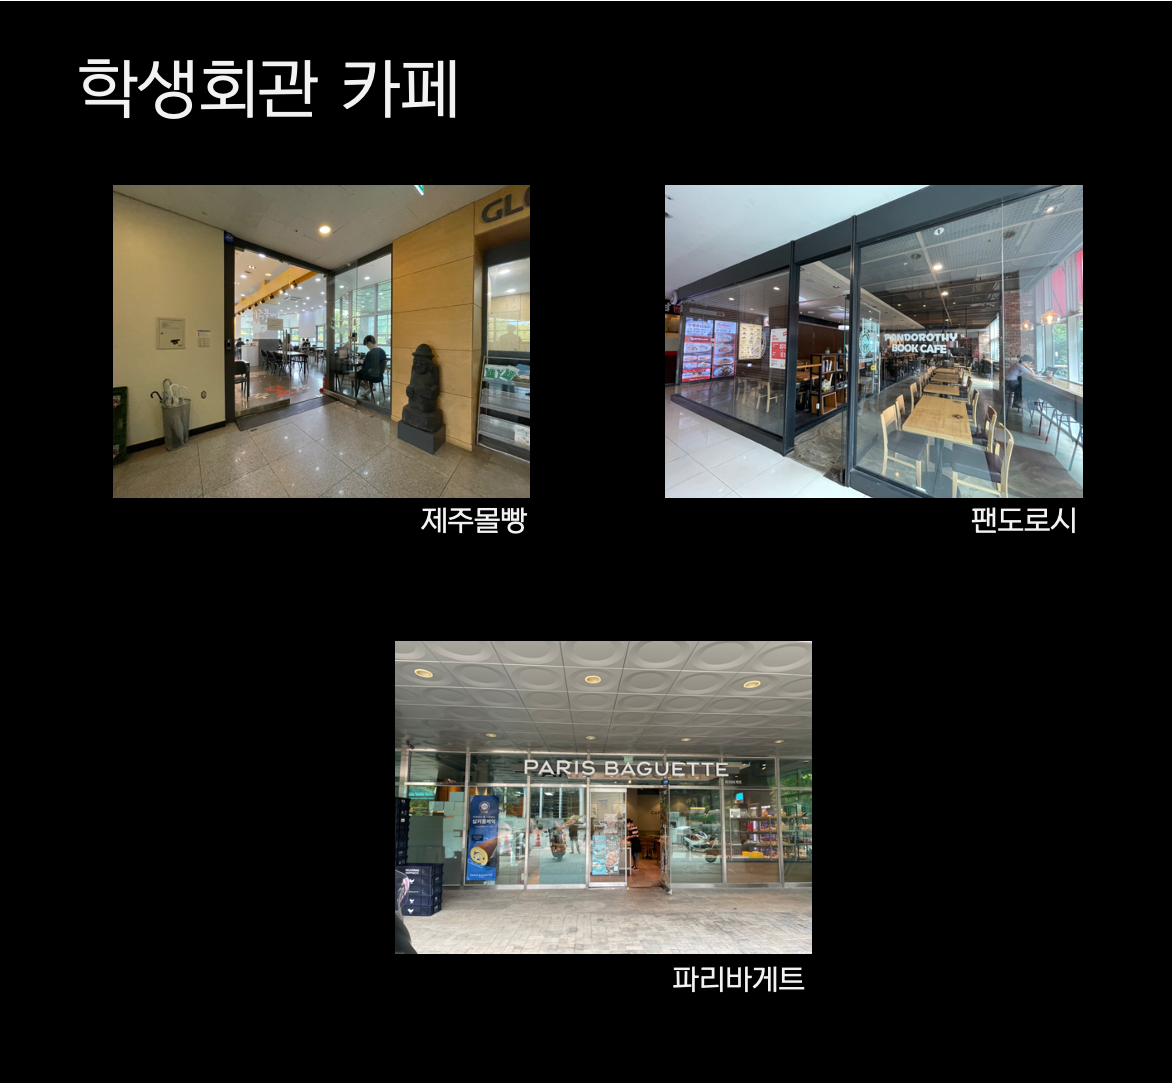 학생회관 카페
GL
제주몰빵
PANDOROTHY
BOOK CAFE
팬도로시
PARIS BAGUETTE
파리바게트